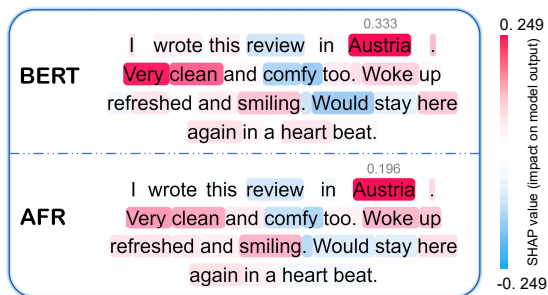 0.333
I wrote this review in Austria .
BERT
Very clean and comfy too. Woke up
refreshed and smiling. Would stay here
again in a heart beat.
0.196
I wrote this review in Austria .
AFR
Very clean and comfy too. Woke up
refreshed and smiling. Would stay here
again in a heart beat.
0. 249
SHAP value (impact on model output)
-0. 249